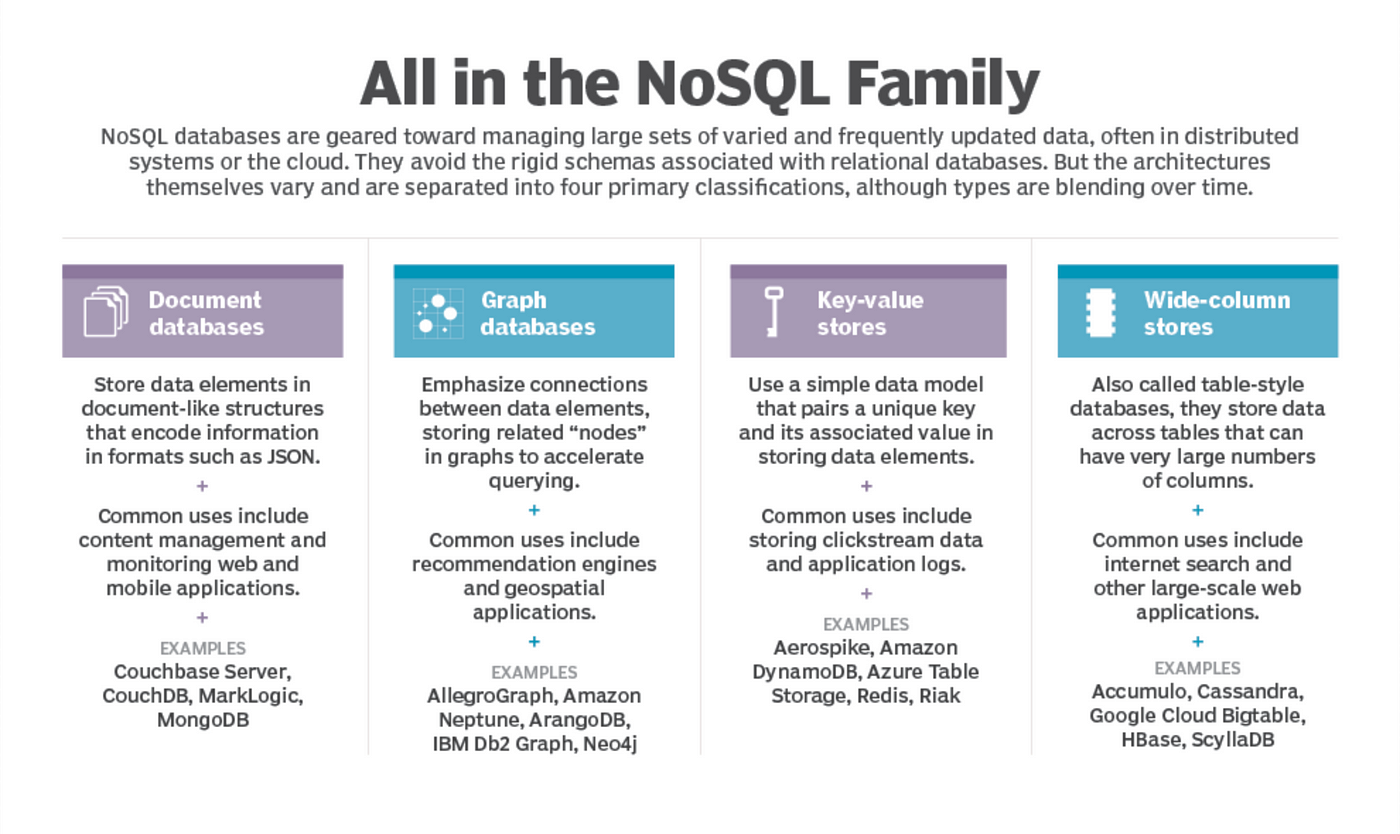 All in the NoSQL Family
NoSQL databases are geared toward managing large sets of varied and frequently updated data, often in distributed
systems or the cloud. They avoid the rigid schemas associated with relational databases. But the architectures
themselves vary and are separated into four primary classifications, although types are blending over time.
Document
databases
Store data elements in
document-like structures
that encode information
in formats such as JSON.
+
Common uses include
content management and
monitoring web and
mobile applications.
+
EXAMPLES
Couchbase Server,
CouchDB, MarkLogic,
MongoDB
Graph
databases
Emphasize connections
between data elements,
storing related “nodes”
in graphs to accelerate
querying.
+
Common uses include
recommendation engines
and geospatial
applications.
+
EXAMPLES
AllegroGraph, Amazon
Neptune, ArangoDB,
IBM Db2 Graph, Neo4j
Key-value
stores
Use a simple data model
that pairs a unique key
and its associated value in
storing data elements.
+
Common uses include
storing clickstream data
and application logs.
+
EXAMPLES
Aerospike, Amazon
DynamoDB, Azure Table
Storage, Redis, Riak
Wide-column
stores
Also called table-style
databases, they store data
across tables that can
have very large numbers
of columns.
+
Common uses include
internet search and
other large-scale web
applications.
+
EXAMPLES
Accumulo, Cassandra,
Google Cloud Bigtable,
HBase, ScyllaDB